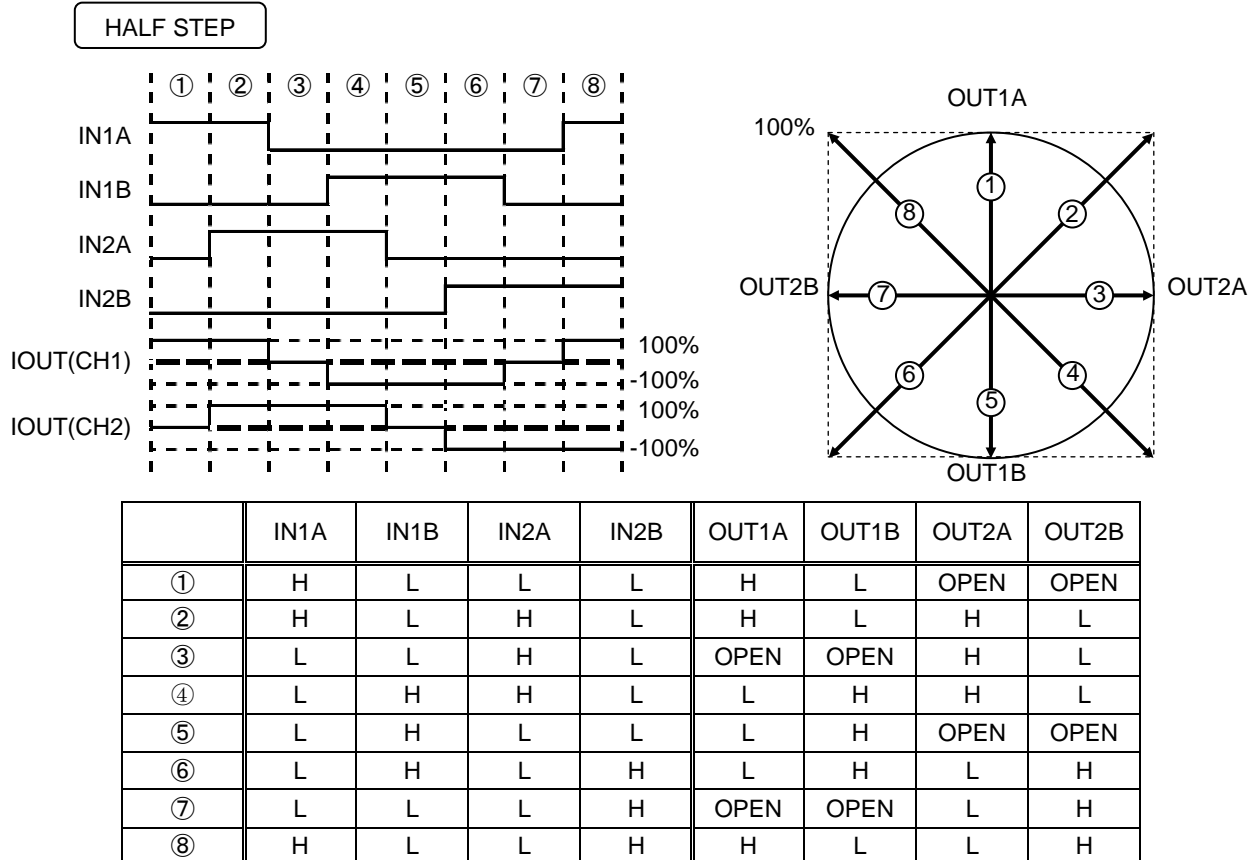 HALF STEP
① ② ③ ④ ⑤ ⑥ ⑦ ⑧
IN1A
IN1B
IN2A
IN2B
IOUT(CH1)
100%
-100%
IOUT(CH2)
100%
-100%
OUT1A
100%
①
⑧ ②
OUT2B ⑦ ③ OUT2A
⑥ ④
⑤
OUT1B
IN1A IN1B IN2A IN2B OUT1A OUT1B OUT2A OUT2B
① H L L L H L OPEN OPEN
② H L H L H L H L
③ L L H L OPEN OPEN H L
④ L H H L L H H L
⑤ L H L L L H OPEN OPEN
⑥ L H L H L H L H
⑦ L L L H OPEN OPEN L H
⑧ H L L H H L L H